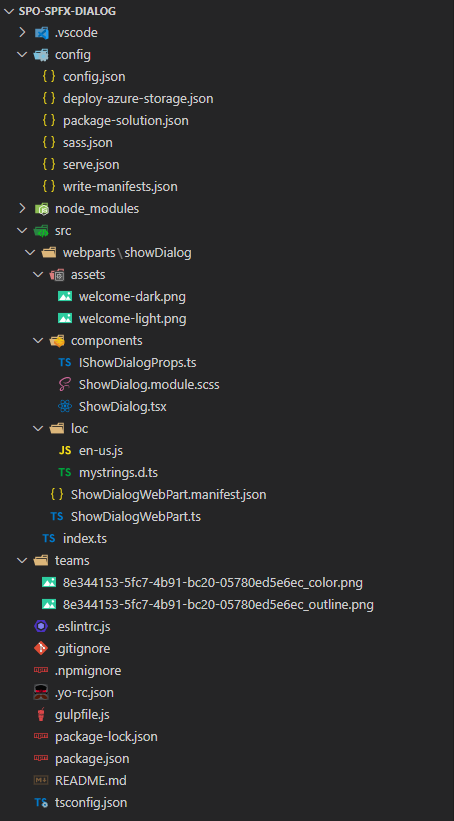 SPO-SPFX-DIALOG
.vscode
config
config.json
deploy-azure-storage.json
package-solution.json
sass.json
serve.json
write-manifests.json
node_modules
src
webparts\showDialog
assets
welcome-dark.png
welcome-light.png
components
TS IShowDialogProps.ts
ShowDialog.module.scss
ShowDialog.tsx
loc
JS en-us.js
TS mystrings.d.ts
{} ShowDialogWebPart.manifest.json
TS ShowDialogWebPart.ts
TS index.ts
teams
8e344153-5fc7-4b91-bc20-05780ed5e6ec_color.png
8e344153-5fc7-4b91-bc20-05780ed5e6ec_outline.png
.eslintrc.js
.gitignore
.npmignore
.yo-rc.json
gulpfile.js
package-lock.json
package.json
README.md
TS tsconfig.json